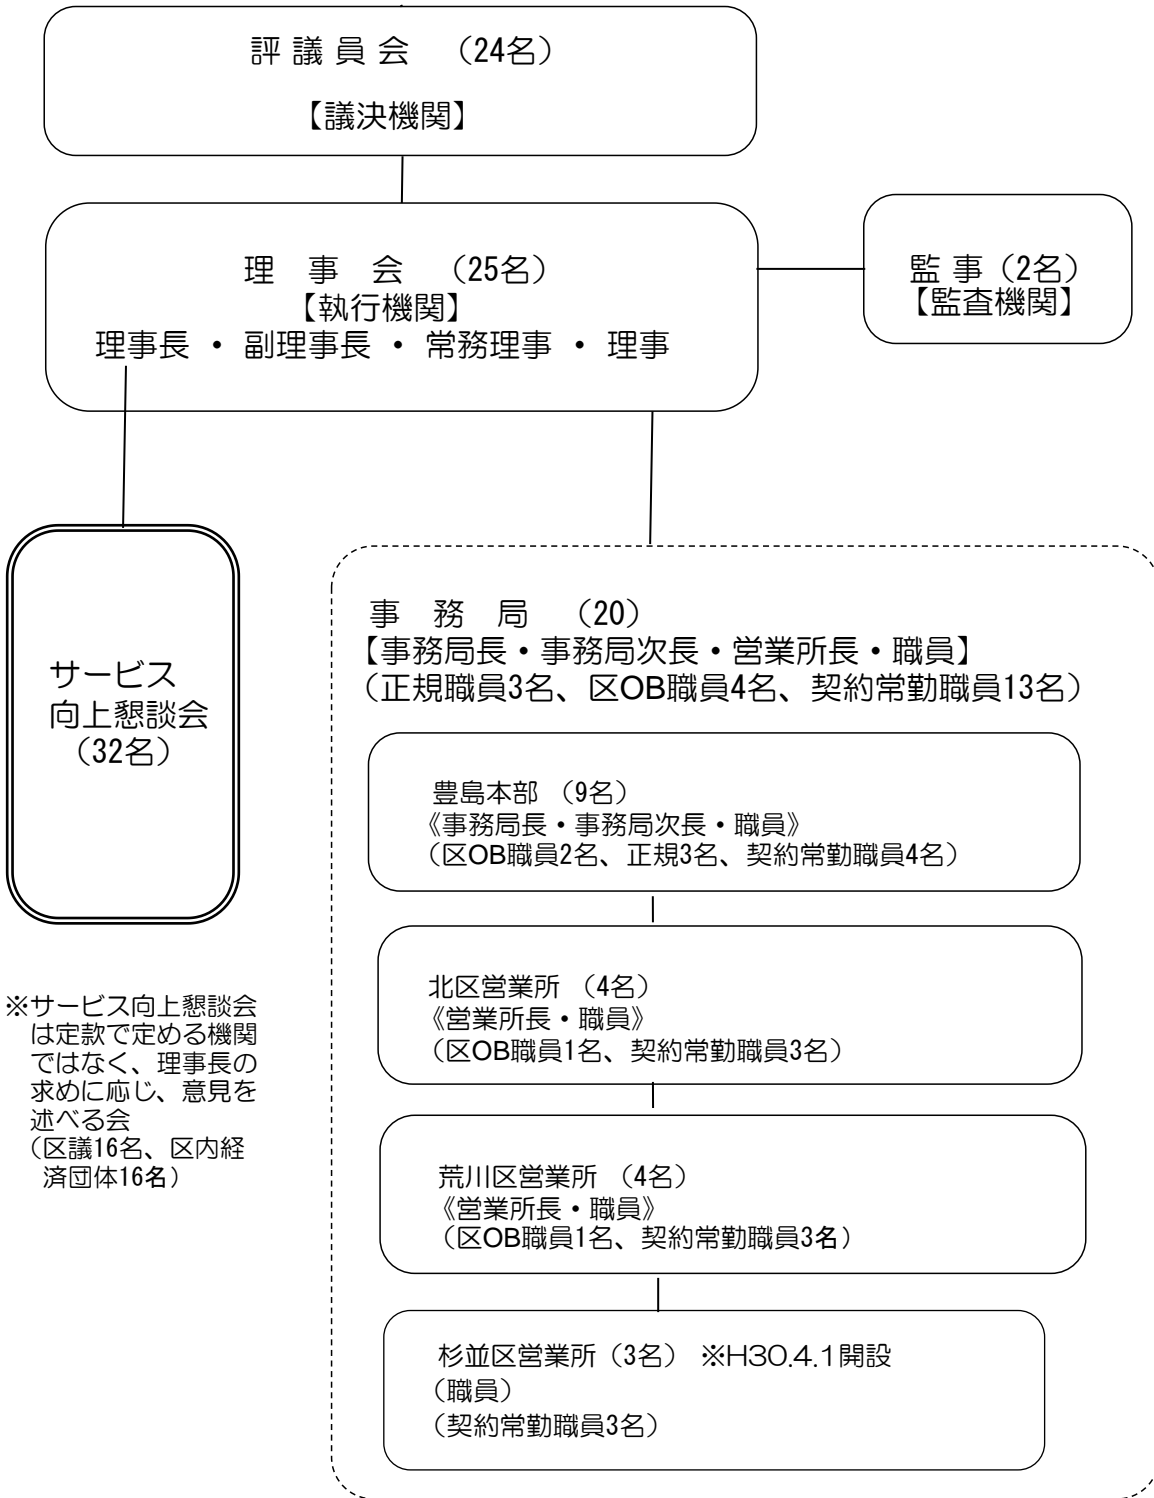 評議員会　（24名）
【議決機関】
理　事　会　（25名）
【執行機関】
理事長 ・ 副理事長 ・ 常務理事 ・ 理事
監 事（2名）
【監査機関】
サービス
向上懇談会
（32名）
※サービス向上懇談会
は定款で定める機関
ではなく、理事長の
求めに応じ、意見を
述べる会
（区議16名、区内経
済団体16名）
事　務　局　（20）
【事務局長・事務局次長・営業所長・職員】
（正規職員3名、区OB職員4名、契約常勤職員13名）
豊島本部　（9名）
《事務局長・事務局次長・職員》
（区OB職員2名、正規3名、契約常勤職員4名）
北区営業所　（4名）
《営業所長・職員》
（区OB職員1名、契約常勤職員3名）
荒川区営業所　（4名）
《営業所長・職員》
（区OB職員1名、契約常勤職員3名）
杉並区営業所（3名）　※H30.4.1開設
（職員）
（契約常勤職員3名）